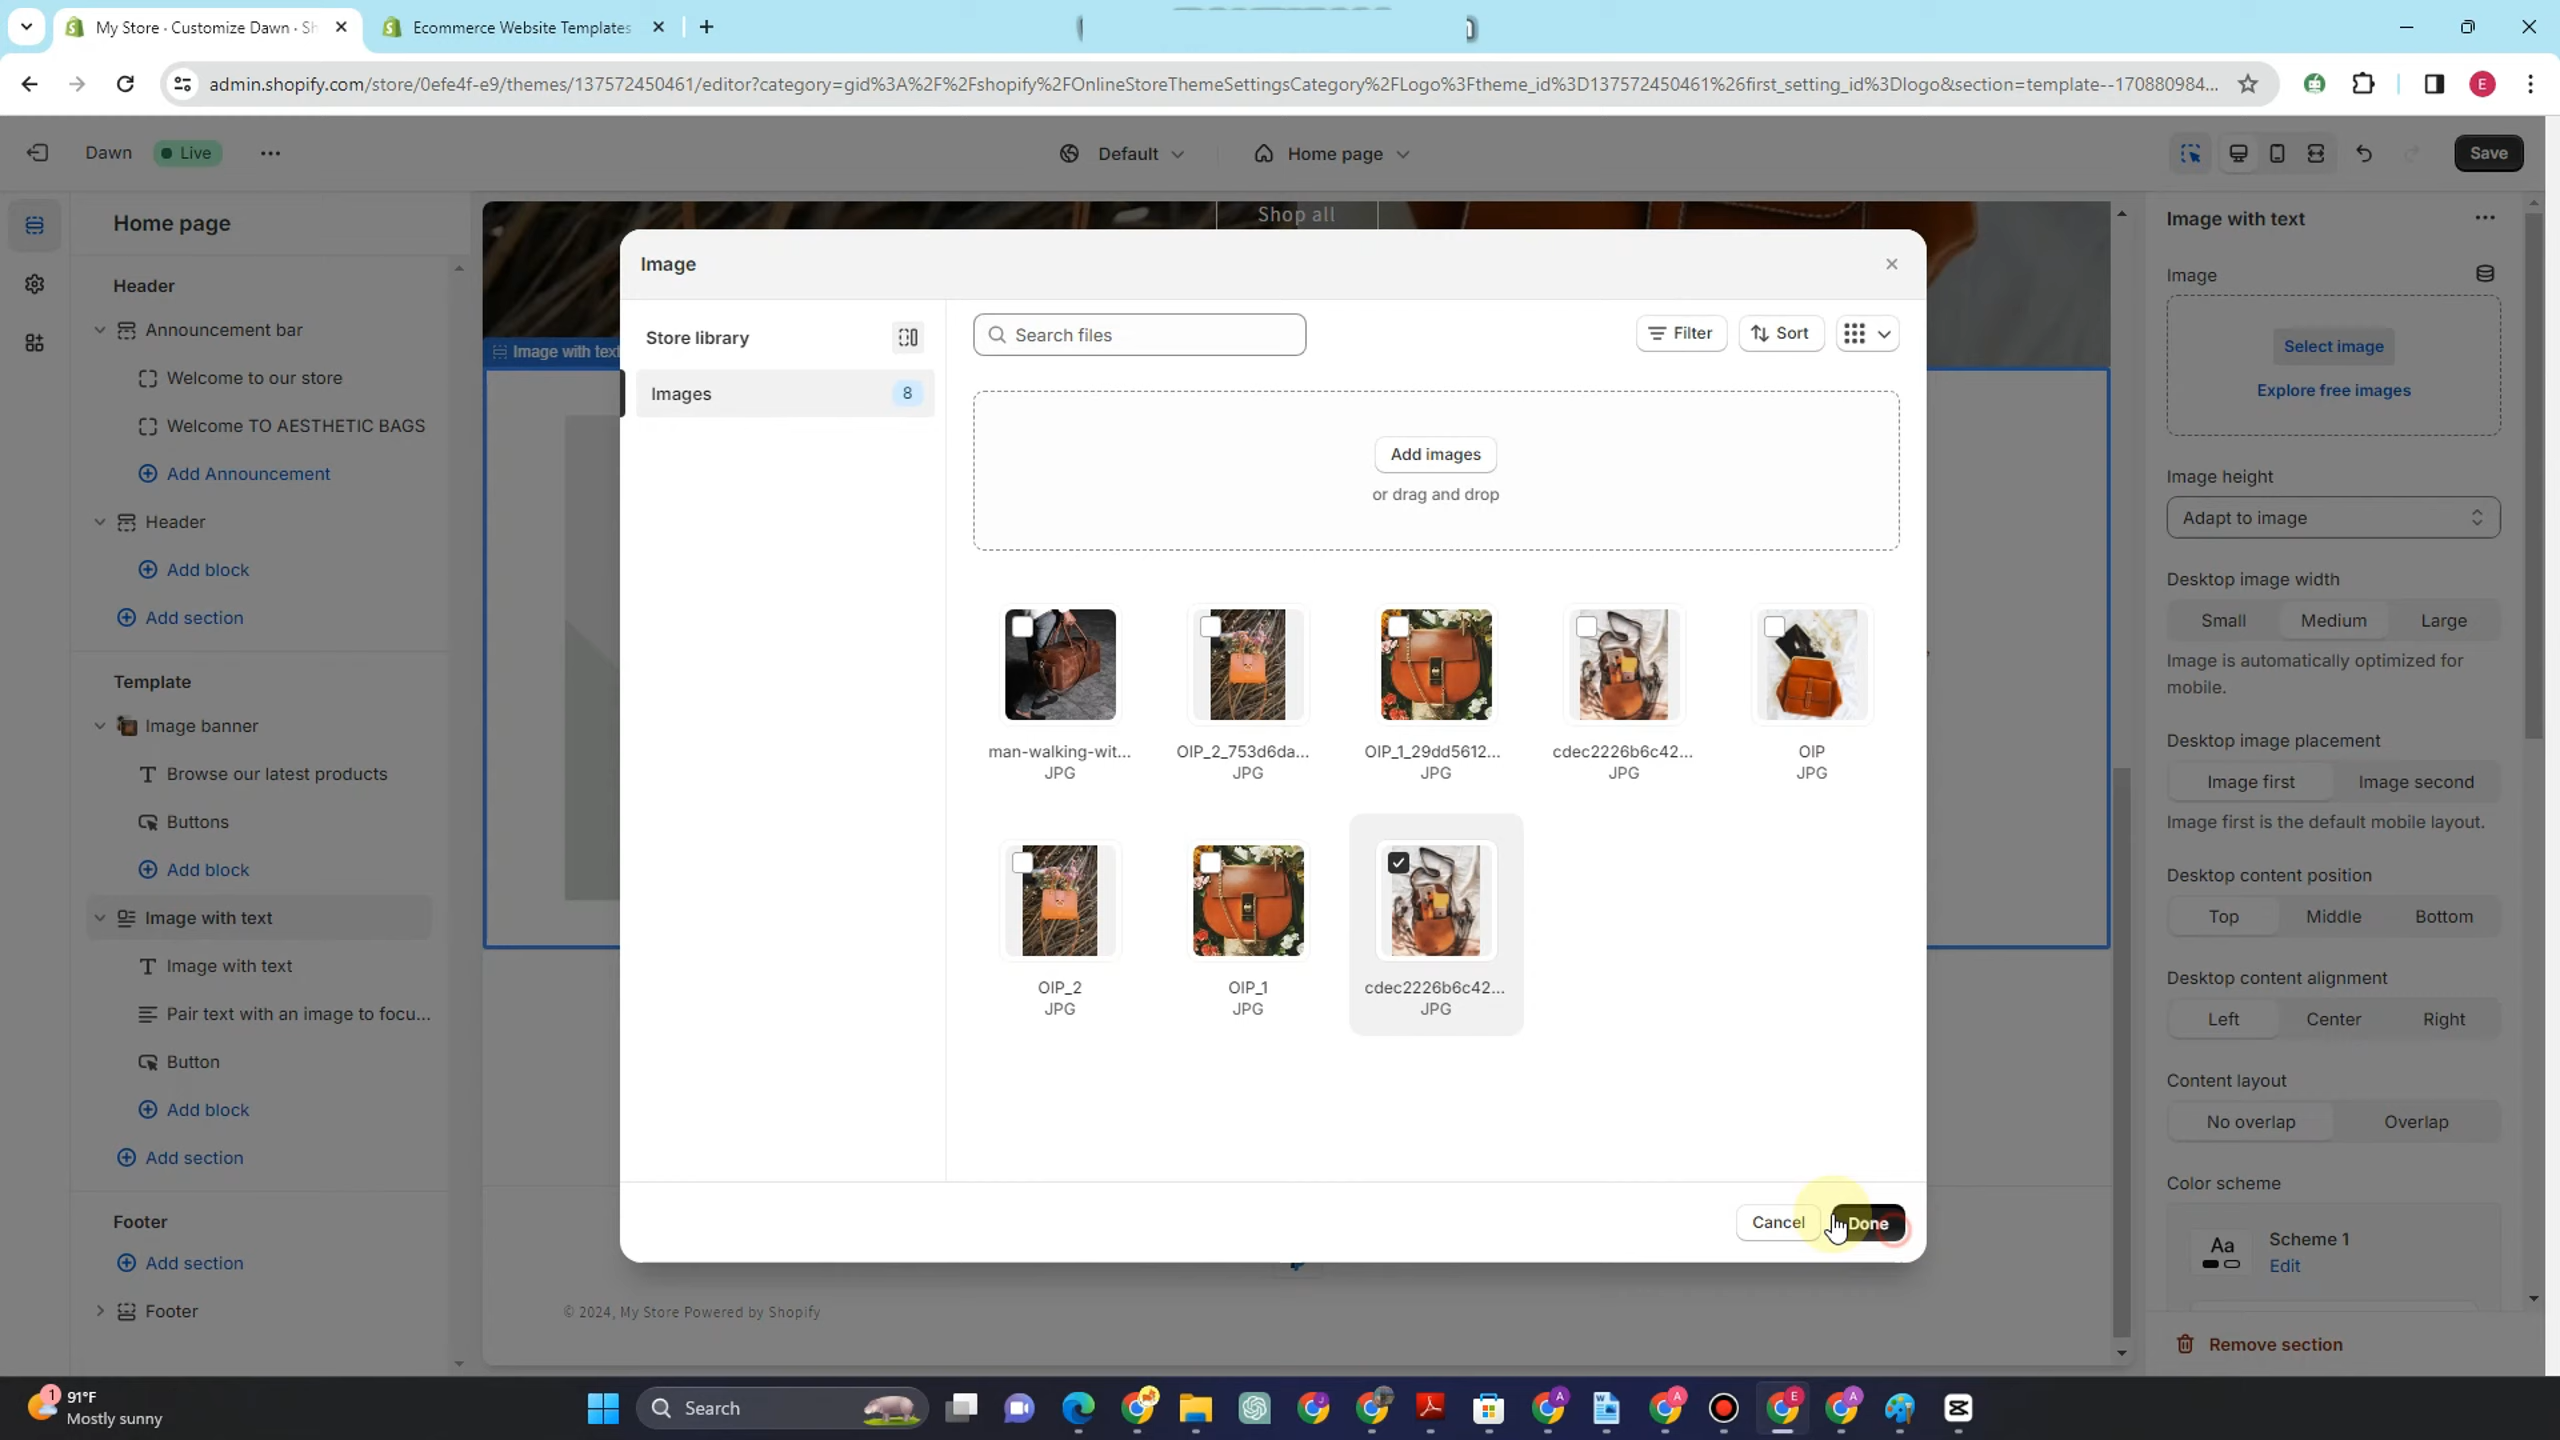 My Store · Customize Dawn · Sh
Ecommerce Website Templates
admin.shopify.com/store/0efe4f-e9/themes/137572450461/editor?category=gid%3A%2F%2Fshopify%2FOnlineStoreThemeSettingsCategory%2FLogo%3Ftheme_id%3D137572450461%26first_setting_id%3Dlogo&section=template--170880984...
E
Dawn
Live
Default
Home page
Save
Home page
Header
Announcement bar
Welcome to our store
Welcome TO AESTHETIC BAGS
Add Announcement
Header
Add block
Add section
Template
Image banner
Browse our latest products
Buttons
Add block
Image with text
Image with text
Pair text with an image to focu...
Button
Add block
Add section
Footer
Add section
Footer
Shop all
Image with text
Image
Store library
Images
8
Search files
Filter
Sort
Add images
or drag and drop
man-walking-wit...
JPG
OIP_2_753d6da...
JPG
OIP_1_29dd5612...
JPG
cdec2226b6c42...
JPG
OIP
JPG
OIP_2
JPG
OIP_1
JPG
cdec2226b6c42...
JPG
Cancel
Done
© 2024, My Store Powered by Shopify
Image with text
Image
Select image
Explore free images
Image height
Adapt to image
Desktop image width
Small
Medium
Large
Image is automatically optimized for
mobile.
Desktop image placement
Image first
Image second
Image first is the default mobile layout.
Desktop content position
Top
Middle
Bottom
Desktop content alignment
Left
Center
Right
Content layout
No overlap
Overlap
Color scheme
Aa
Scheme 1
Edit
Remove section
1
91°F
Mostly sunny
Search
J
A
A
E
A